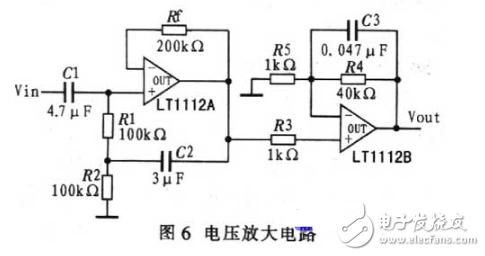 Rf
200kΩ
C3
0.047μF
R5
1kΩ
R4
40kΩ
C1
Vin
4.7μF
OUT
LT1112A
R1
100kΩ
C2
3μF
R2
100kΩ
R3
1kΩ
OUT
Vout
LT1112B
图6 电压放大电路
电子发烧友
www.elecfans.com